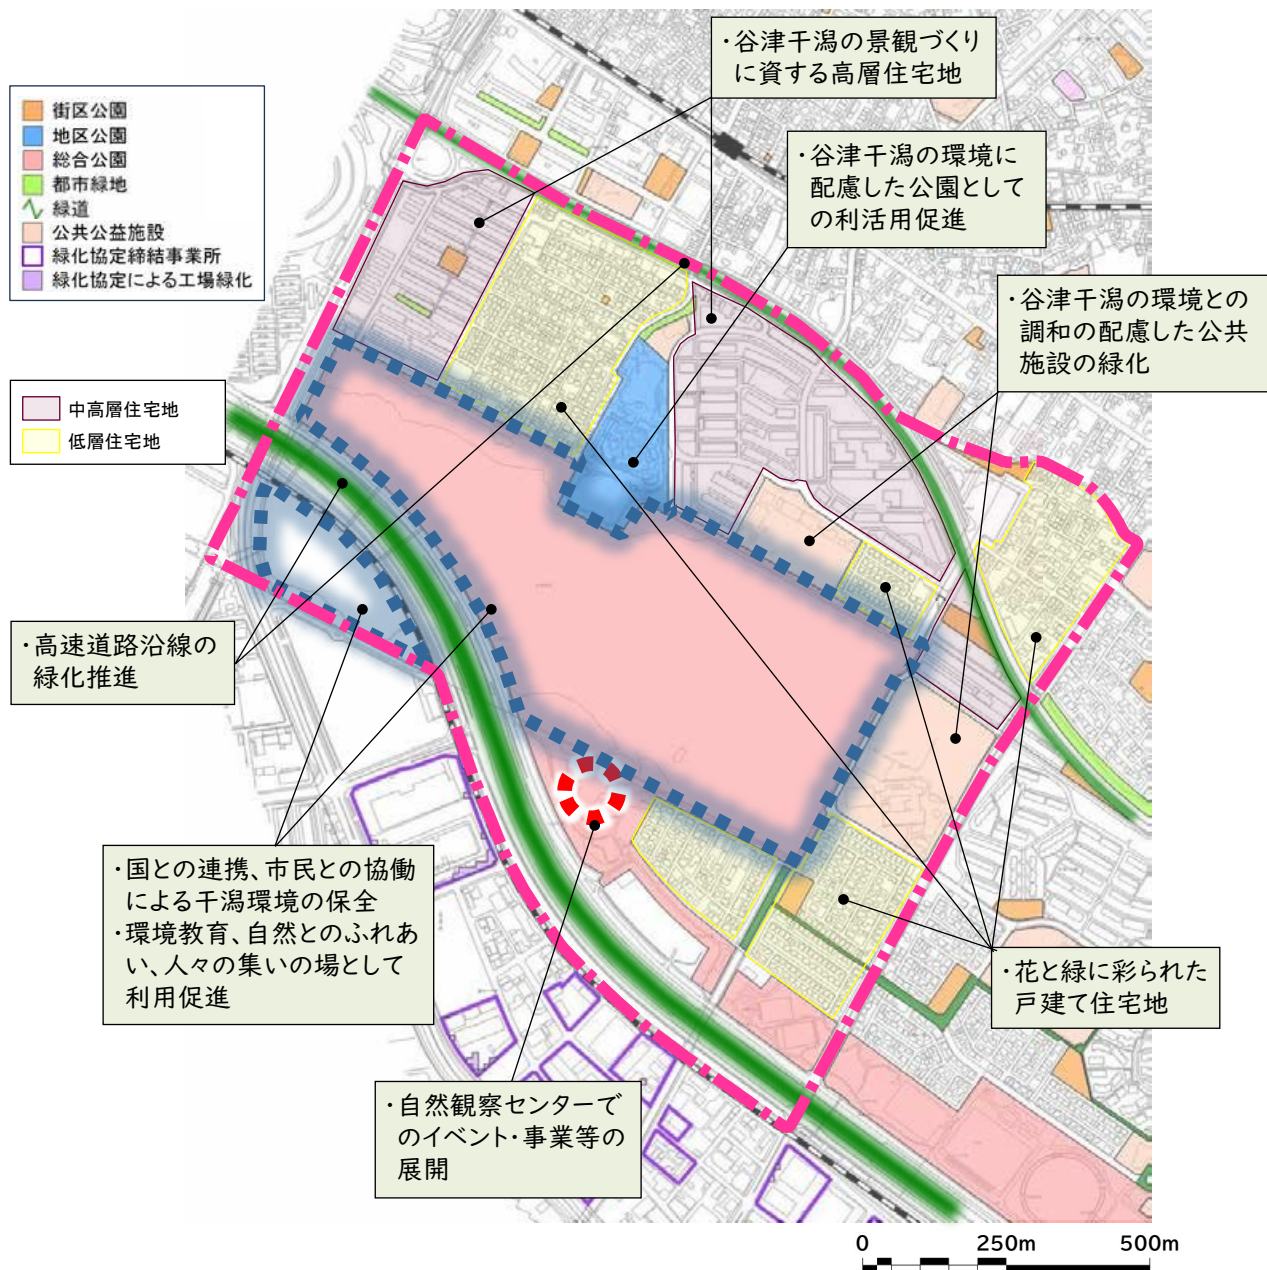 ・谷津干潟の景観づくり
に資する高層住宅地
街区公園
地区公園
総合公園
都市緑地
緑道
公共公益施設
緑化協定締結事業所
緑化協定による工場緑化
・谷津干潟の環境に
配慮した公園として
の利活用促進
・谷津干潟の環境との
調和の配慮した公共
施設の緑化
中高層住宅地
低層住宅地
・高速道路沿線の
緑化推進
・国との連携、市民との協働
による干潟環境の保全
・環境教育、自然とのふれあ
い、人々の集いの場として
利用促進
・花と緑に彩られた
戸建て住宅地
・自然観察センターで
のイベント・事業等の
展開
0 250m 500m